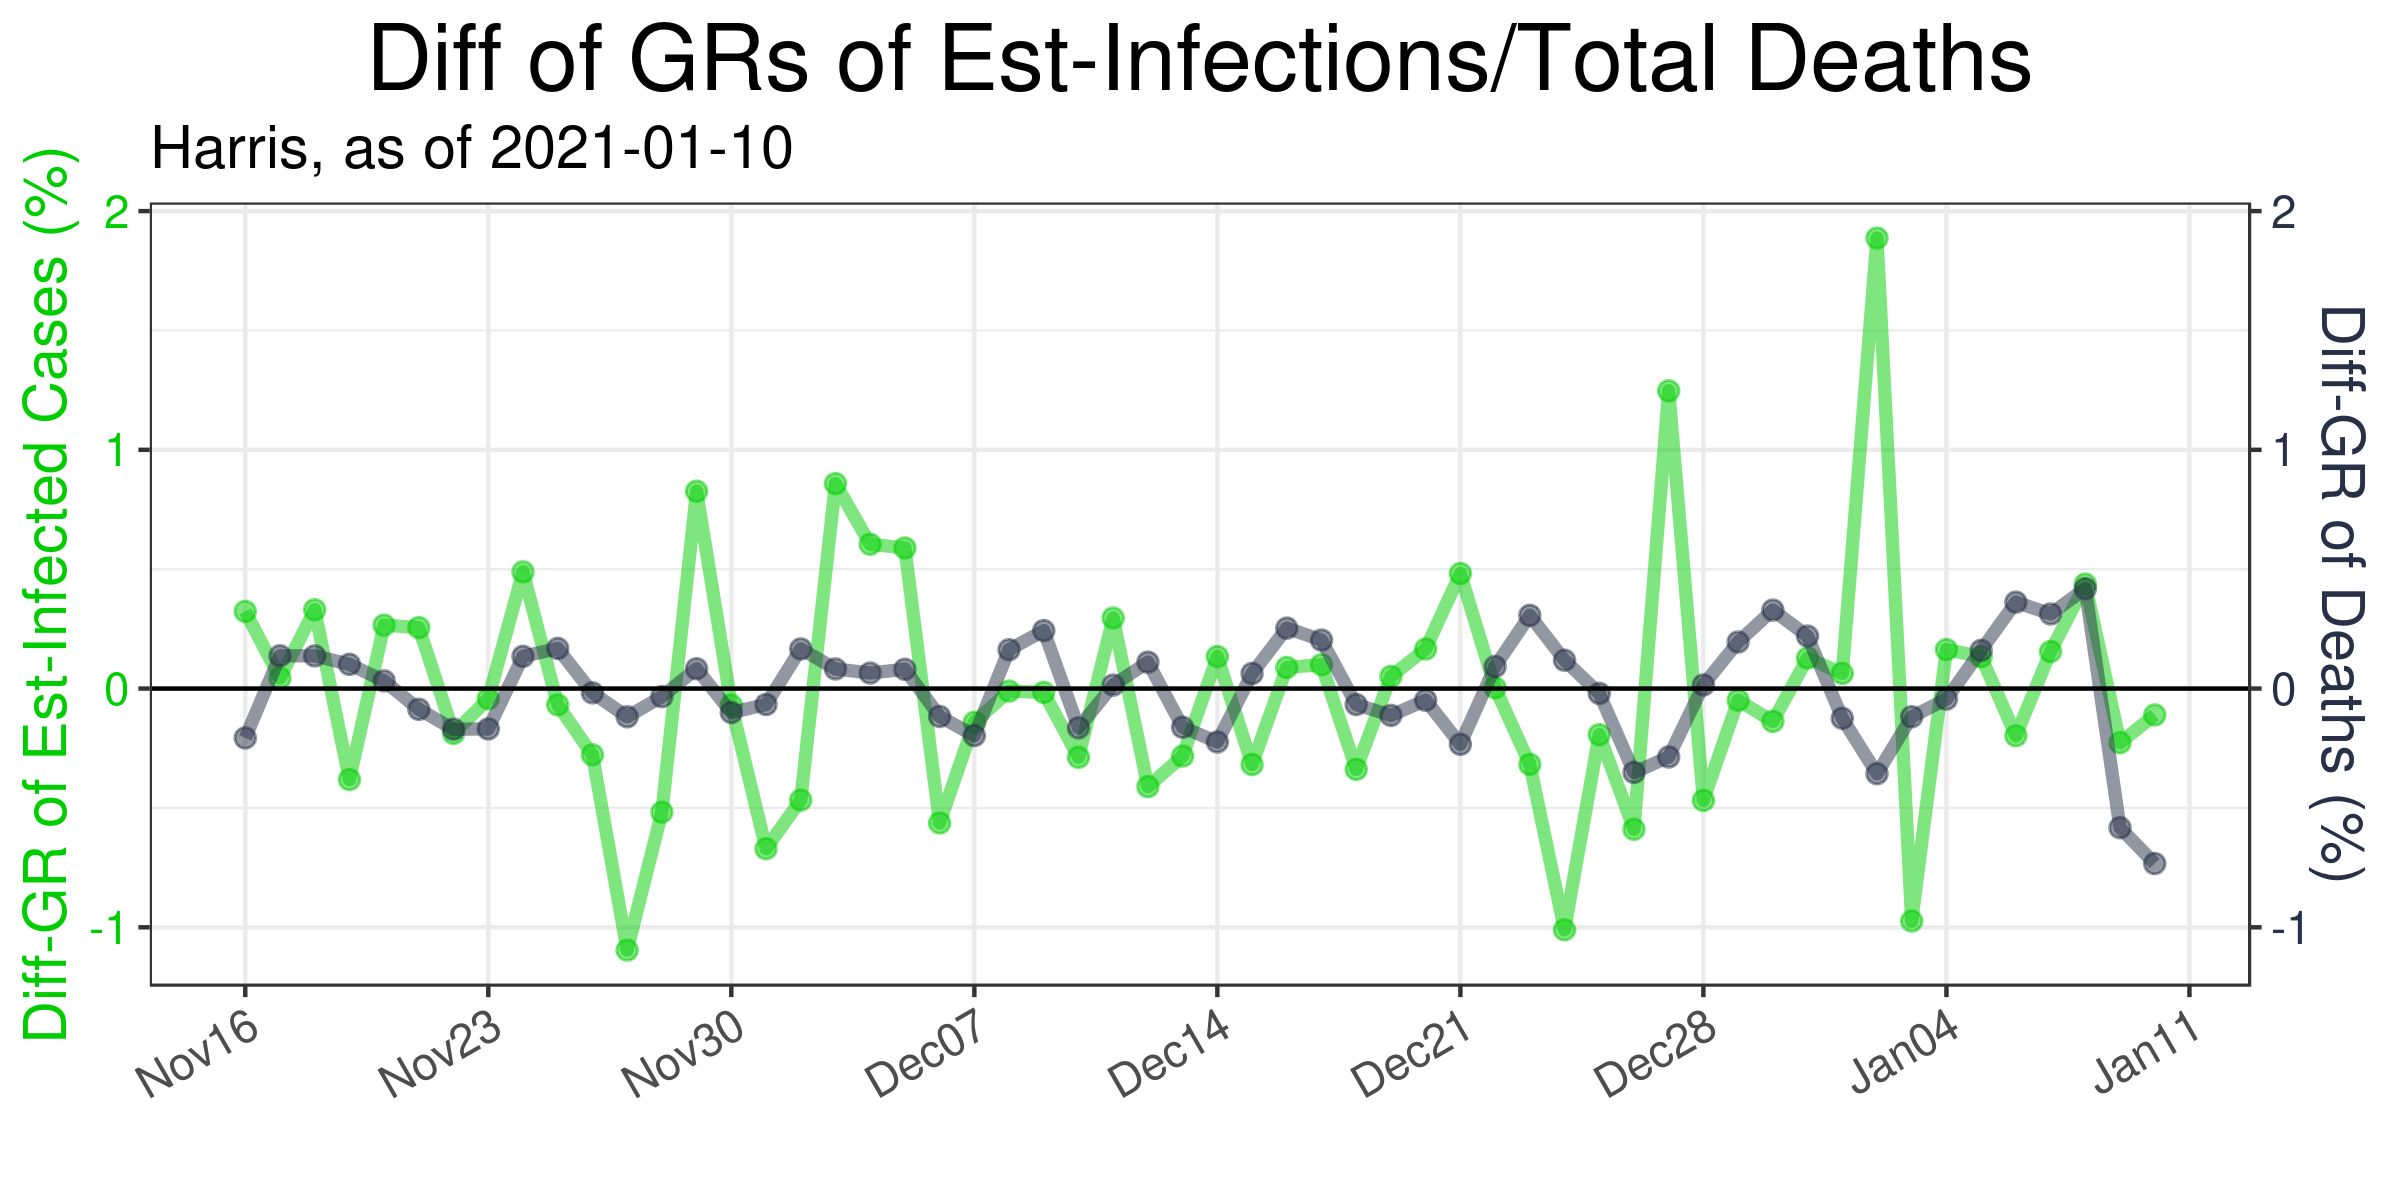 Diff of GRs of Est-Infections/Total Deaths
Harris, as of 2021-01-10
Diff-GR of Est-Infected Cases (%)
2
1
0
-1
2
1
0
-1
Diff-GR of Deaths (%)
Nov16
Nov23
Nov30
Dec07
Dec14
Dec21
Dec28
Jan04
Jan11